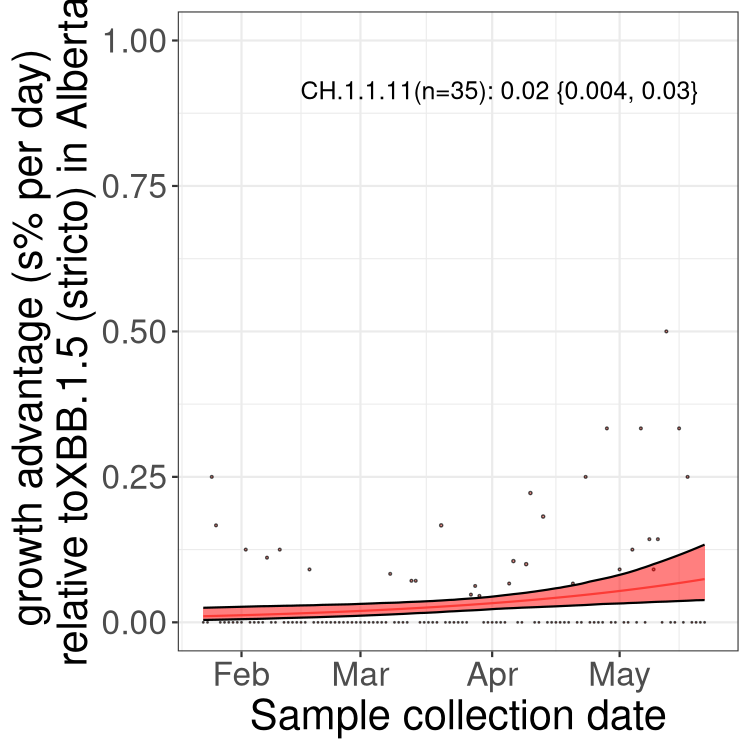 growth advantage (s% per day)
relative toXBB.1.5 (stricto) in Alberta
1.00
0.75
0.50
0.25
0.00
CH.1.1.11(n=35): 0.02 {0.004, 0.03}
Feb Mar Apr May
Sample collection date